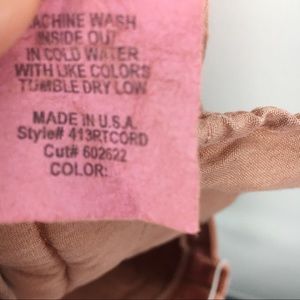 MACHINE WASH
INSIDE OUT
IN COLD WATER
WITH LIKE COLORS
TUMBLE DRY LOW
MADE IN U.S.A.
Style# 413RTCORD
Cut# 602622
COLOR: